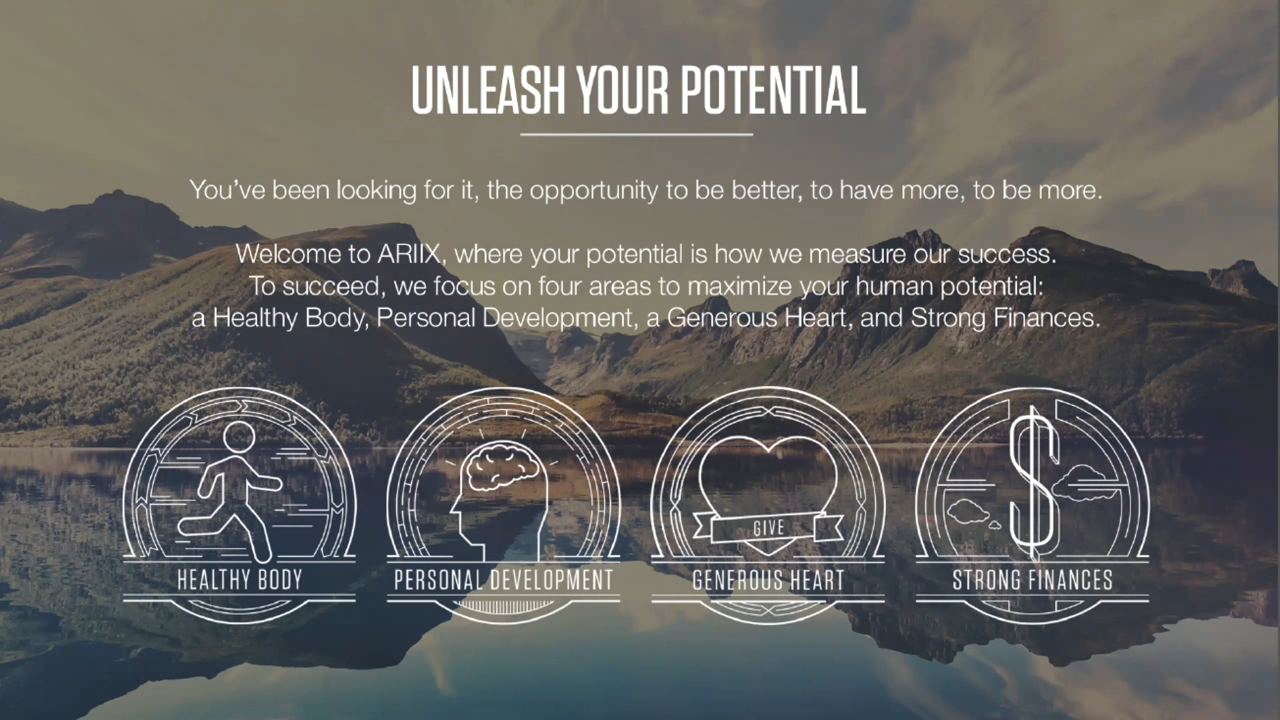 UNLEASH YOUR POTENTIAL
You've been looking for it, the opportunity to be better, to have more, to be more.
Welcome to ARIIX, where your potential is how we measure our success.
To succeed, we focus on four areas to maximize your human potential:
a Healthy Body, Personal Development, a Generous Heart, and Strong Finances.
GIVE
HEALTHY BODY
PERSONAL DEVELOPMENT
GENEROUS HEART
STRONG FINANCES